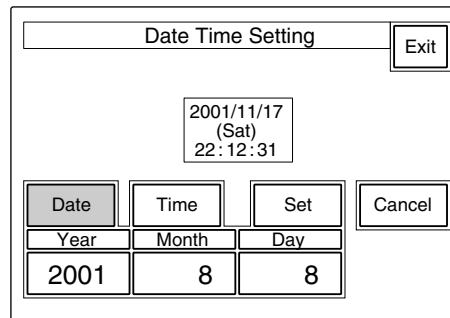 Date Time Setting
Exit
2001/11/17
(Sat)
22:12:31
Date Time Set Cancel
Year Month Day
2001 8 8